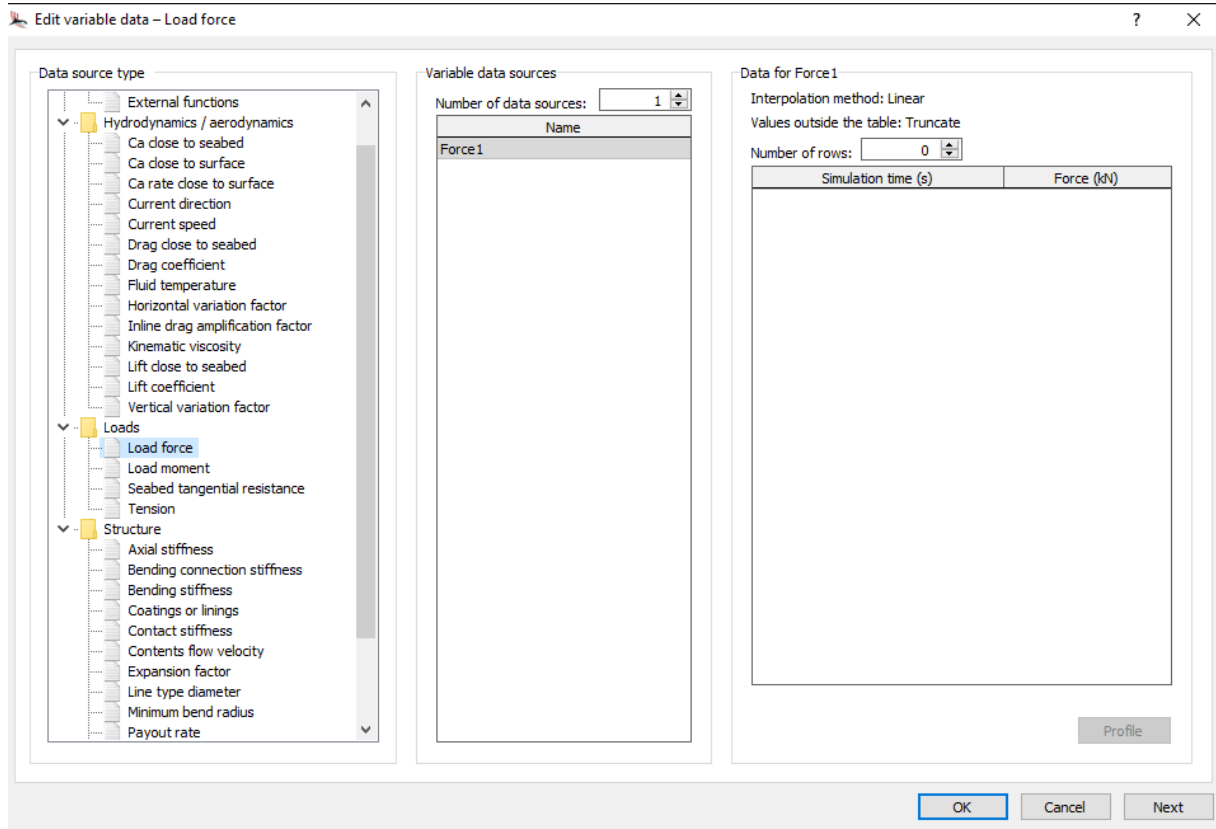 Edit variable data – Load force
?
Data source type
External functions
Hydrodynamics / aerodynamics
Ca close to seabed
Ca close to surface
Ca rate close to surface
Current direction
Current speed
Drag close to seabed
Drag coefficient
Fluid temperature
Horizontal variation factor
Inline drag amplification factor
Kinematic viscosity
Lift close to seabed
Lift coefficient
Vertical variation factor
Loads
Load force
Load moment
Seabed tangential resistance
Tension
Structure
Axial stiffness
Bending connection stiffness
Bending stiffness
Coatings or linings
Contact stiffness
Contents flow velocity
Expansion factor
Line type diameter
Minimum bend radius
Payout rate
Variable data sources
Number of data sources: 1
Name
Force1
Data for Force1
Interpolation method: Linear
Values outside the table: Truncate
Number of rows: 0
Simulation time (s) Force (kN)
Profile
OK Cancel Next